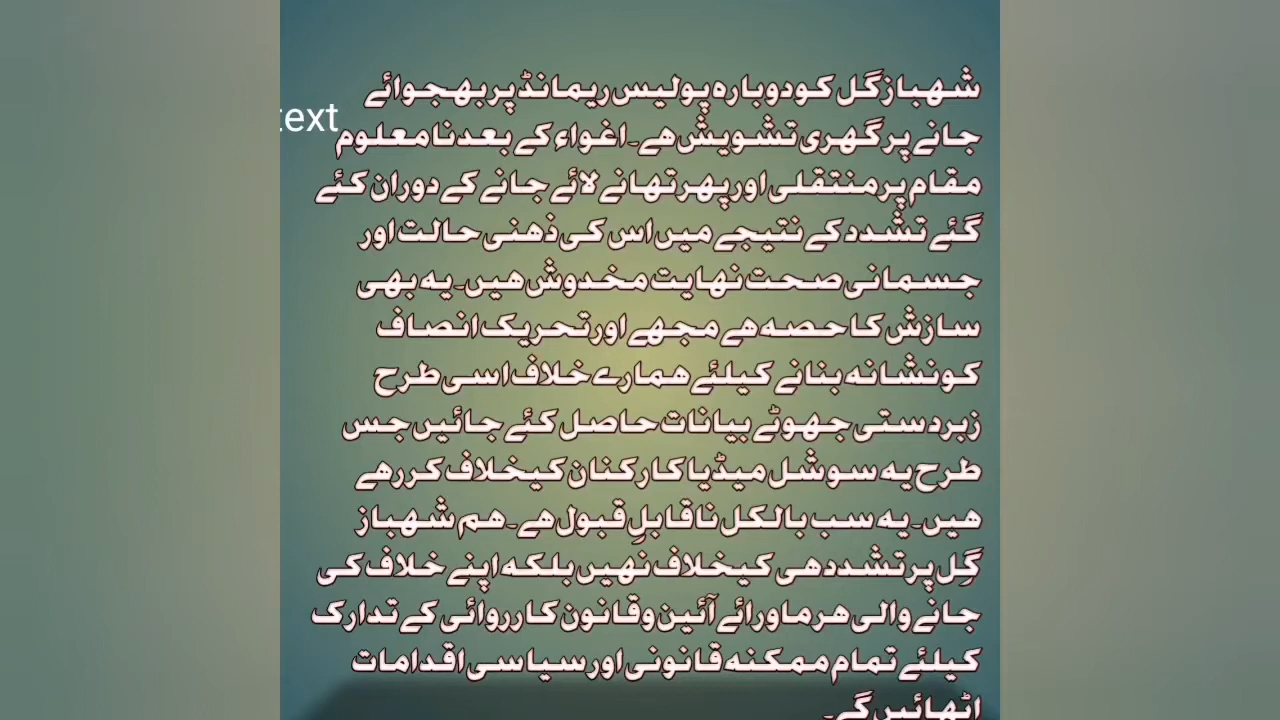 شہباز گل کو دوبارہ پولیس ریمانڈ پر بھجوائے
text
جانے پر گہری تشویش ہے۔ اغواء کے بعد نامعلوم
مقام پر منتقلی اور پھر تھانے لائے جانے کے دوران کئے
گئے تشدد کے نتیجے میں اس کی ذہنی حالت اور
جسمانی صحت نہایت مخدوش ہیں۔ یہ بھی
سازش کا حصہ ہے مجھے اور تحریک انصاف
کو نشانہ بنانے کیلئے ہمارے خلاف اسی طرح
زبردستی جھوٹے بیانات حاصل کئے جائیں جس
طرح یہ سوشل میڈیا کارکنان کیخلاف کر رہے
ہیں۔ یہ سب بالکل ناقابلِ قبول ہے۔ ہم شہباز
گِل پر تشدد ہی کیخلاف نہیں بلکہ اپنے خلاف کی
جانے والی ہر ماورائے آئین و قانون کارروائی کے تدارک
کیلئے تمام ممکنہ قانونی اور سیاسی اقدامات
اٹھائیں گے۔